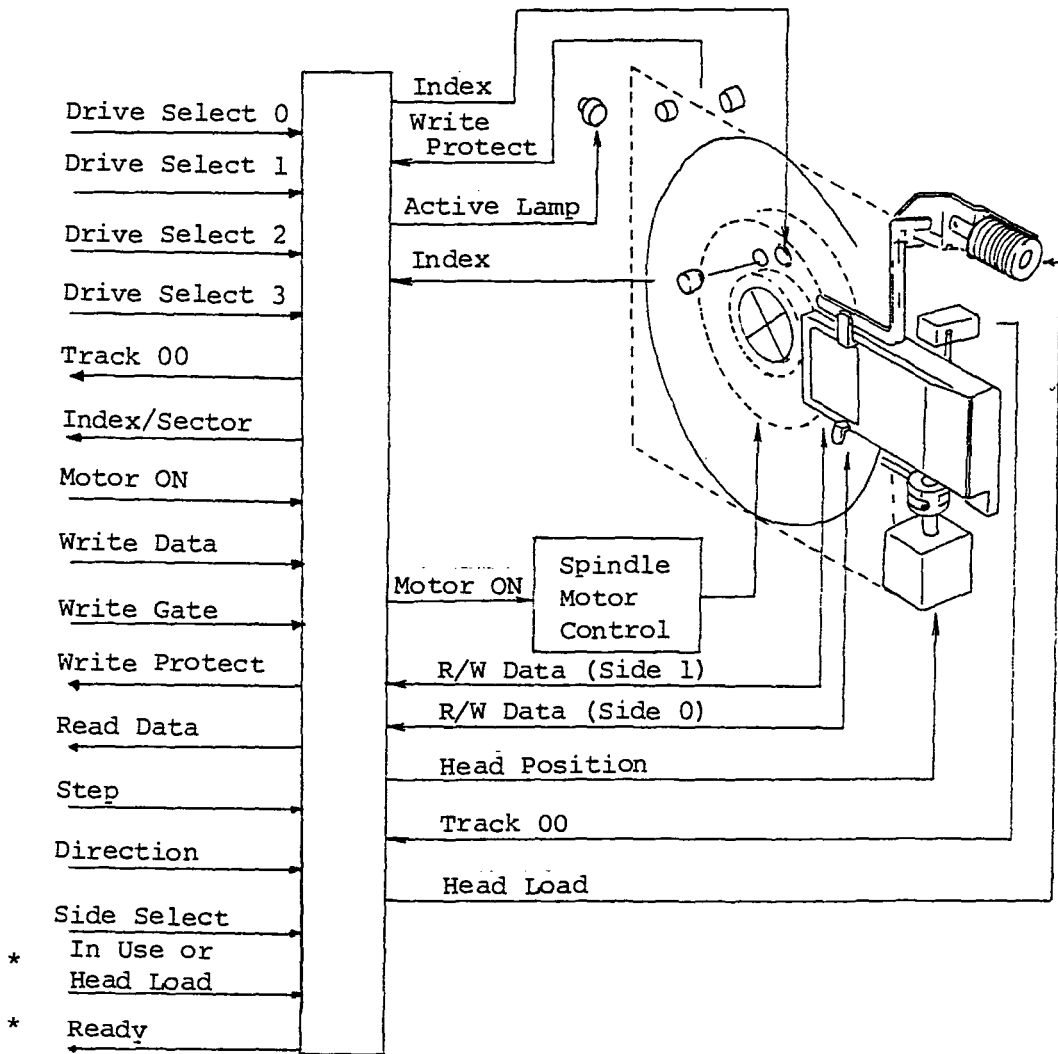 Drive Select 0
Drive Select 1
Drive Select 2
Drive Select 3
Track 00
Index/Sector
Motor ON
Write Data
Write Gate
Write Protect
Read Data
Step
Direction
Side Select
* In Use or
Head Load
* Ready
Index
Write
Protect
Active Lamp
Index
Motor ON
Spindle
Motor
Control
R/W Data (Side 1)
R/W Data (Side 0)
Head Position
Track 00
Head Load